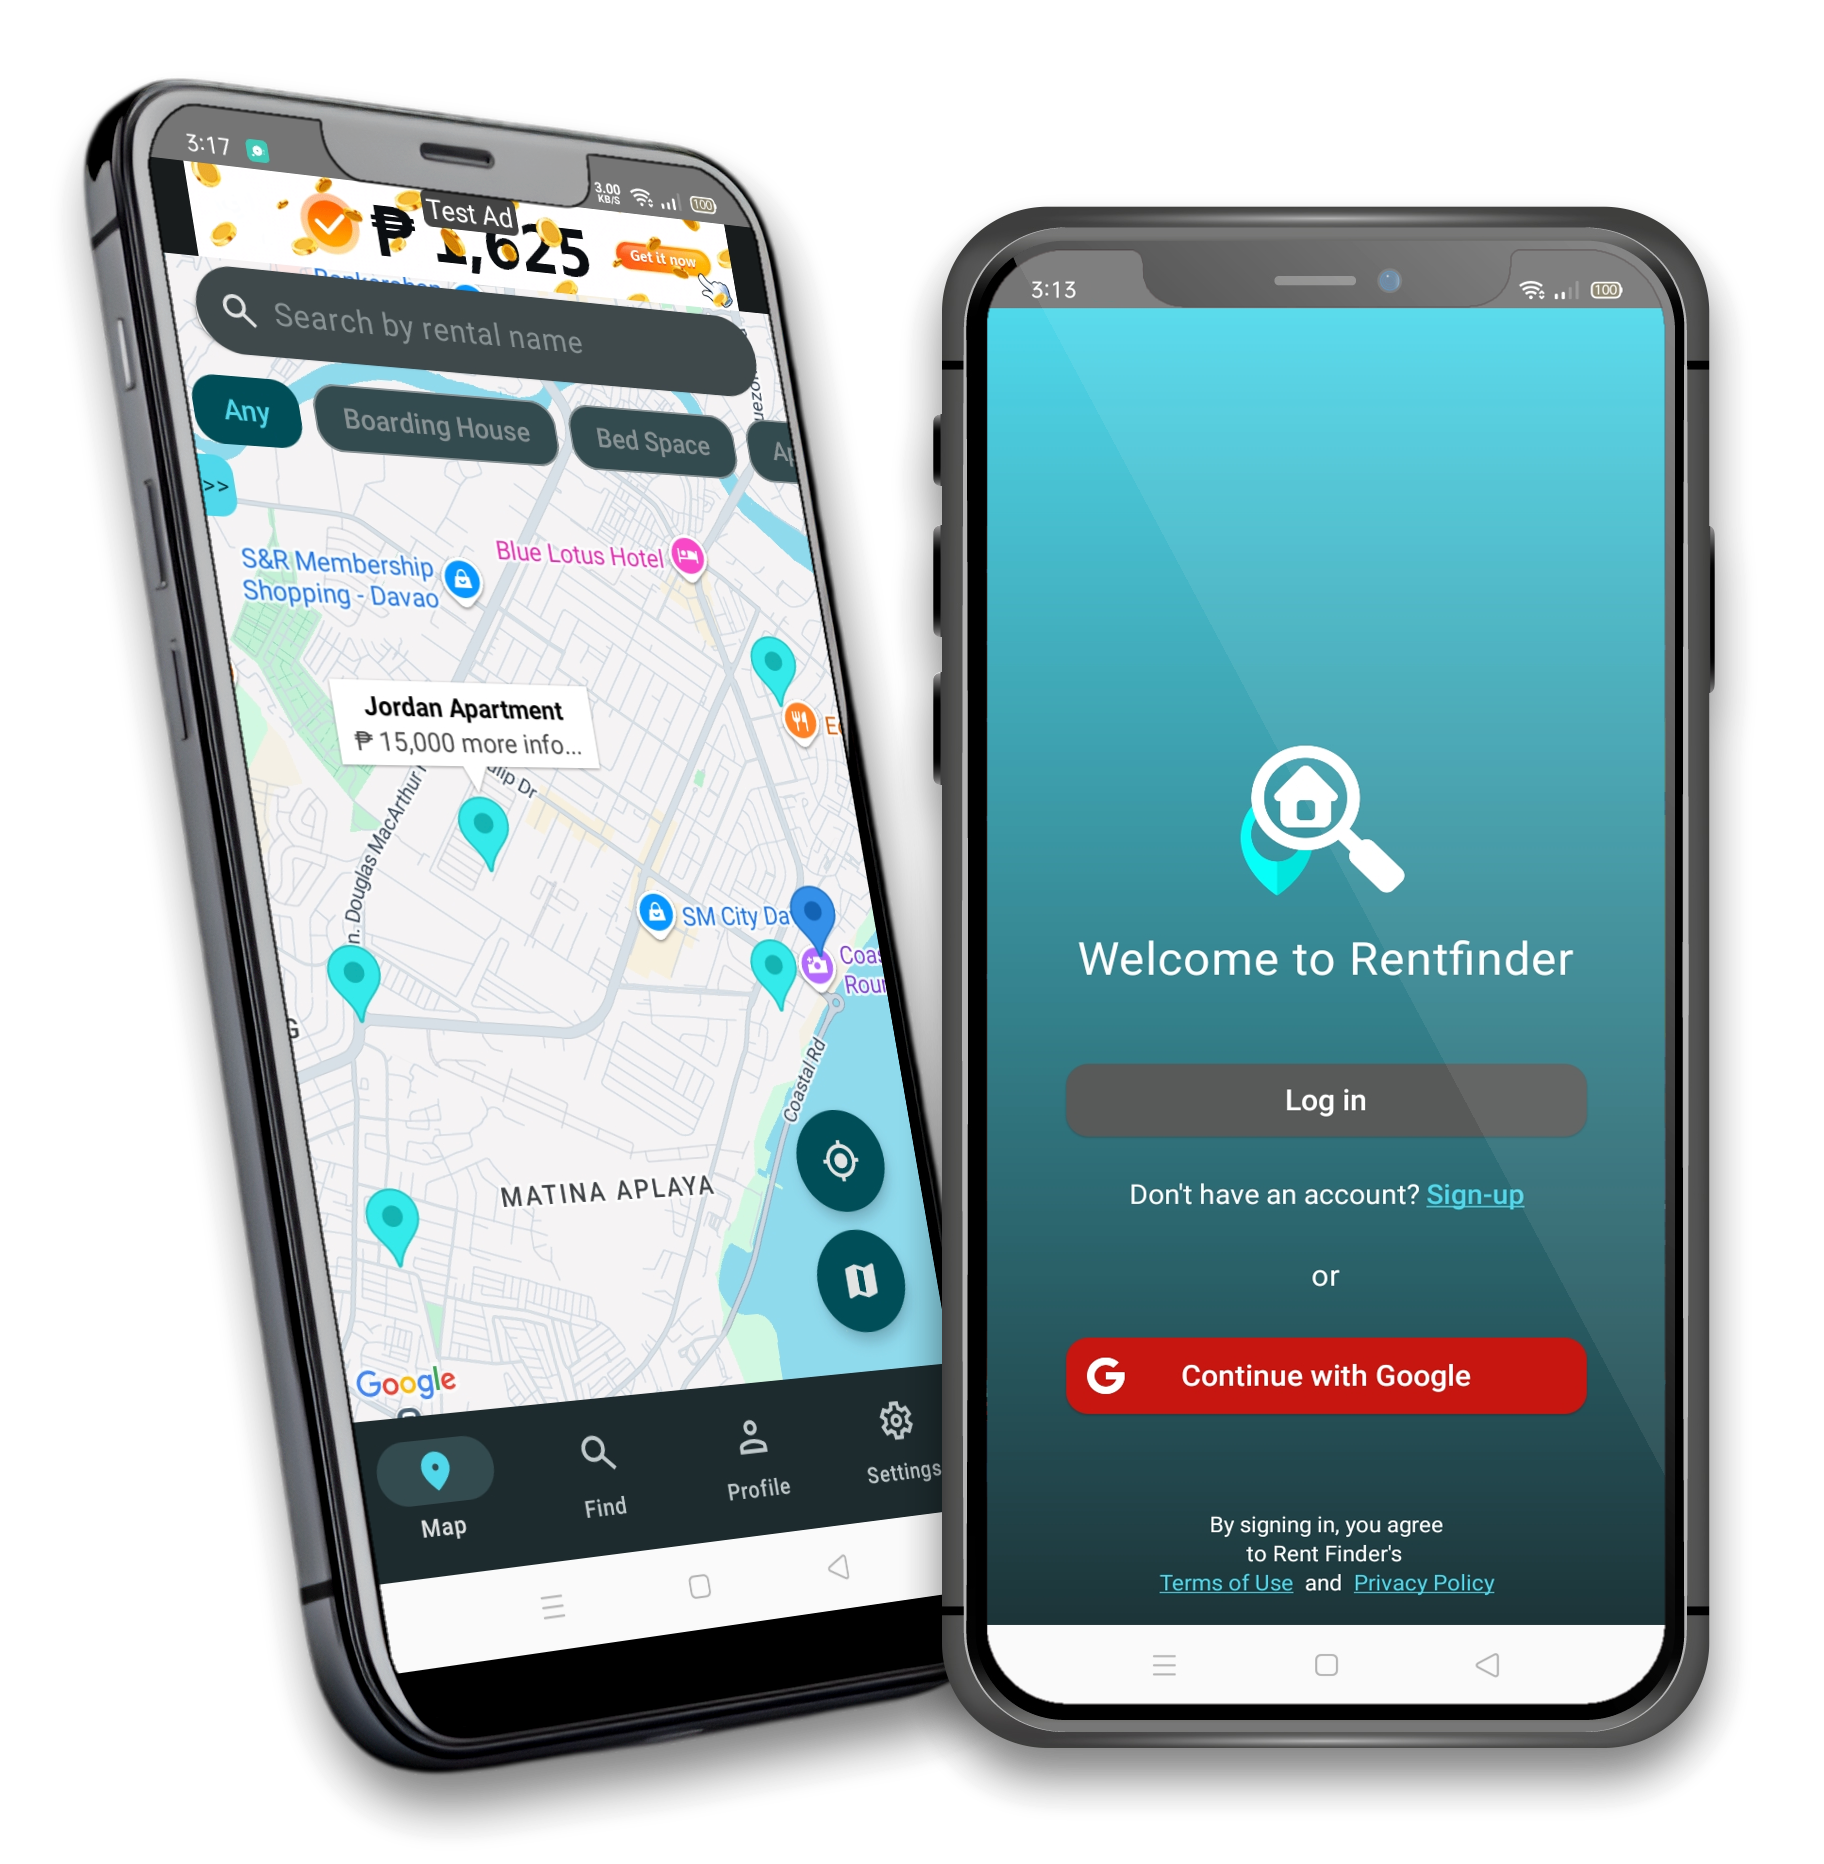 3:17
3.00
KB/S
100
Test Ad
₱ 1,625
Get it now
Search by rental name
Any
Boarding House
Bed Space
>>
S&R Membership
Shopping - Davao
Blue Lotus Hotel
Jordan Apartment
₱ 15,000 more info...
Dr
n. Douglas MacArthur
SM City
Coastal Rd
MATINA APLAYA
Google
Map
Find
Profile
Settings
3:13
100
Welcome to Rentfinder
Log in
Don't have an account? Sign-up
or
G Continue with Google
By signing in, you agree
to Rent Finder's
Terms of Use and Privacy Policy